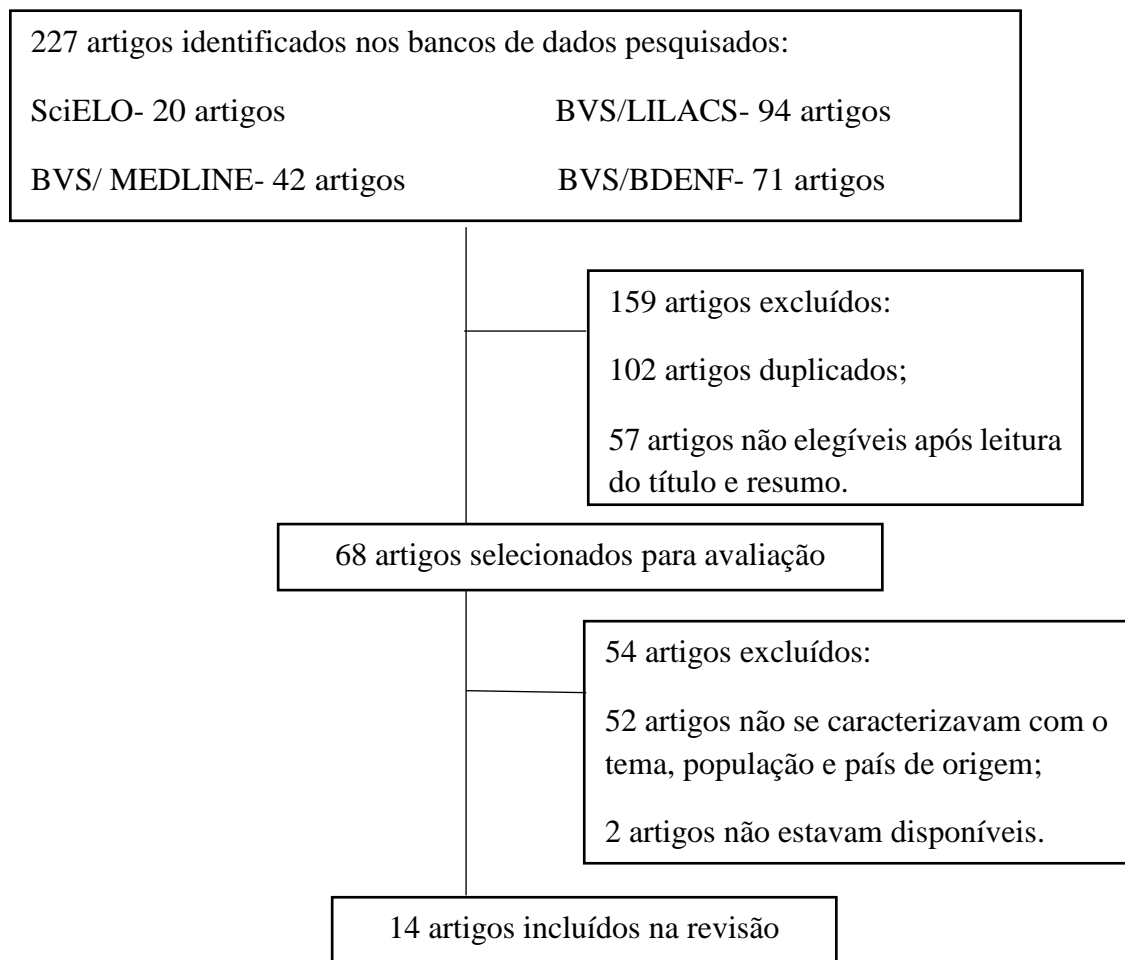 227 artigos identificados nos bancos de dados pesquisados:
SciELO- 20 artigos BVS/LILACS- 94 artigos
BVS/ MEDLINE- 42 artigos BVS/BDENF- 71 artigos
159 artigos excluídos:
102 artigos duplicados;
57 artigos não elegíveis após leitura
do título e resumo.
68 artigos selecionados para avaliação
54 artigos excluídos:
52 artigos não se caracterizavam com o
tema, população e país de origem;
2 artigos não estavam disponíveis.
14 artigos incluídos na revisão